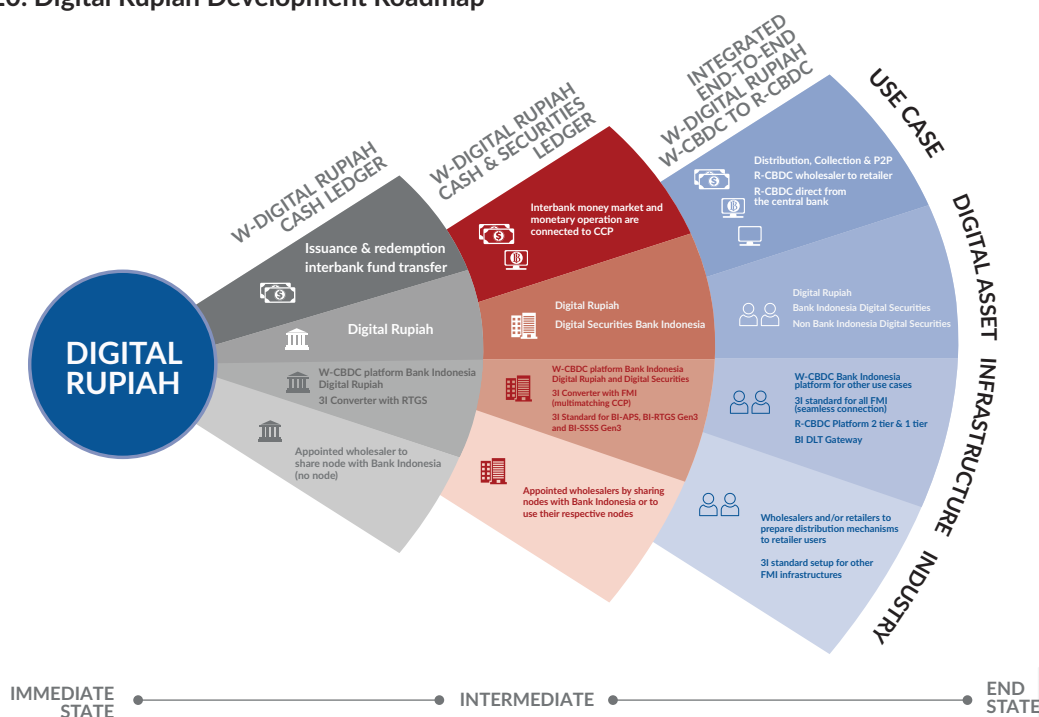 Digital Rupiah Development Roadmap
W-DIGITAL RUPIAH
CASH LEDGER
W-DIGITAL RUPIAH
CASH & SECURITIES
LEDGER
INTEGRATED
END-TO-END
W-DIGITAL RUPIAH
W-CBDC TO R-CBDC
USE CASE
DIGITAL ASSET
INFRASTRUCTURE
INDUSTRY
DIGITAL
RUPIAH
Issuance & redemption
interbank fund transfer
Digital Rupiah
W-CBDC platform Bank Indonesia
Digital Rupiah
3I Converter with RTGS
Appointed wholesaler to
share node with Bank Indonesia
(no node)
Interbank money market and
monetary operation are
connected to CCP
Digital Rupiah
Digital Securities Bank Indonesia
W-CBDC platform Bank Indonesia
Digital Rupiah and Digital Securities
3I Converter with FMI
(multimatching CCP)
3I Standard for BI-APS, BI-RTGS Gen3
and BI-SSSS Gen3
Appointed wholesalers by sharing
nodes with Bank Indonesia or to
use their respective nodes
Distribution, Collection & P2P
R-CBDC wholesaler to retailer
R-CBDC direct from
the central bank
Digital Rupiah
Bank Indonesia Digital Securities
Non Bank Indonesia Digital Securities
W-CBDC Bank Indonesia
platform for other use cases
3I standard for all FMI
(seamless connection)
R-CBDC Platform 2 tier & 1 tier
BI DLT Gateway
Wholesalers and/or retailers to
prepare distribution mechanisms
to retailer users
3I standard setup for other
FMI infrastructures
IMMEDIATE
STATE
INTERMEDIATE
END
STATE